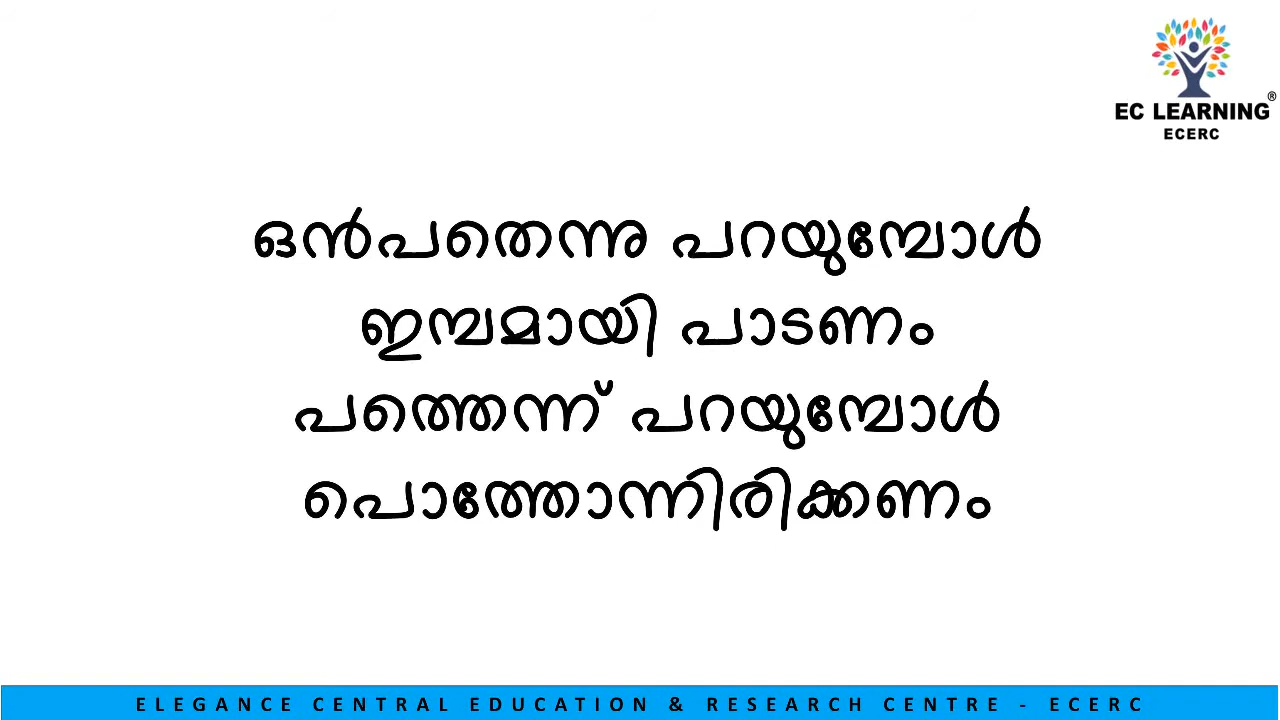 EC LEARNING®
ECERC
ഒൻപതെന്നു പറയുമ്പോൾ
ഇമ്പമായി പാടണം
പത്തെന്ന് പറയുമ്പോൾ
പൊത്തോന്നിരിക്കണം
ELEGANCE CENTRAL EDUCATION & RESEARCH CENTRE - ECERC